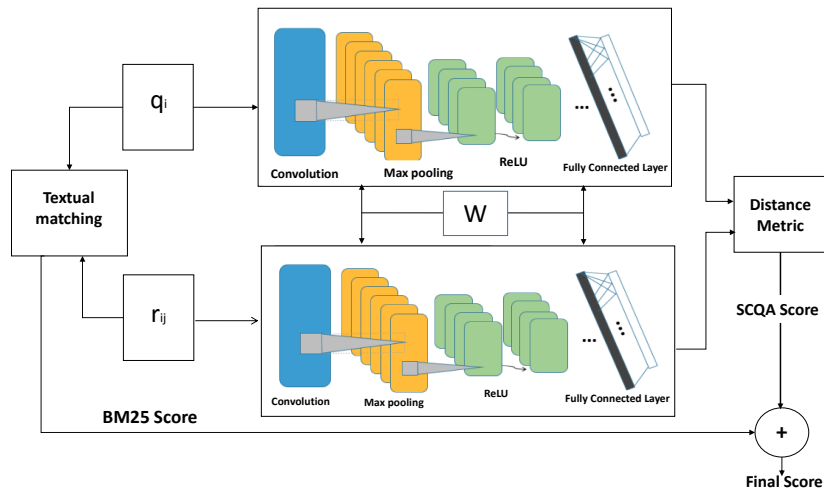 qi
Convolution
Max pooling
ReLU
...
Fully Connected Layer
Textual
matching
W
Distance
Metric
rij
Convolution
Max pooling
ReLU
...
Fully Connected Layer
SCQA Score
BM25 Score
+
Final Score